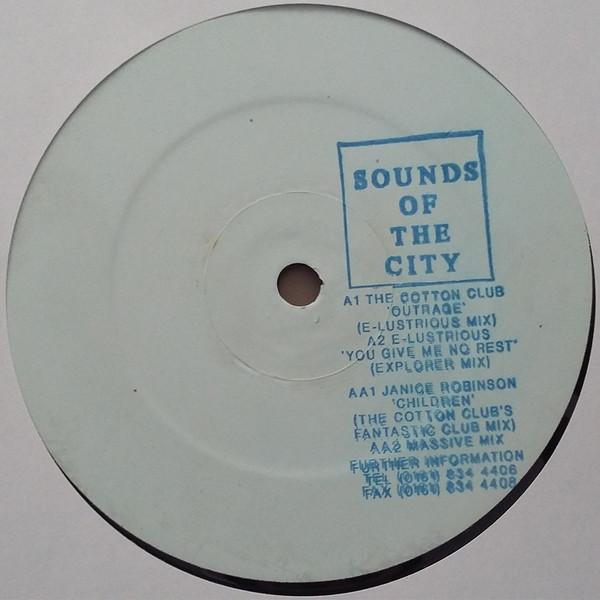 SOUNDS
OF
THE
CITY
A1 THE COTTON CLUB
'OUTRAGE'
(E-LUSTRIOUS MIX)
A2 E-LUSTRIOUS
'YOU GIVE ME NO REST'
(EXPLORER MIX)
AA1 JANICE ROBINSON
'CHILDREN'
(THE COTTON CLUB'S
FANTASTIC CLUB MIX)
AA2 MASSIVE MIX
FURTHER INFORMATION
TEL (0161) 834 4406
FAX (0161) 834 4408